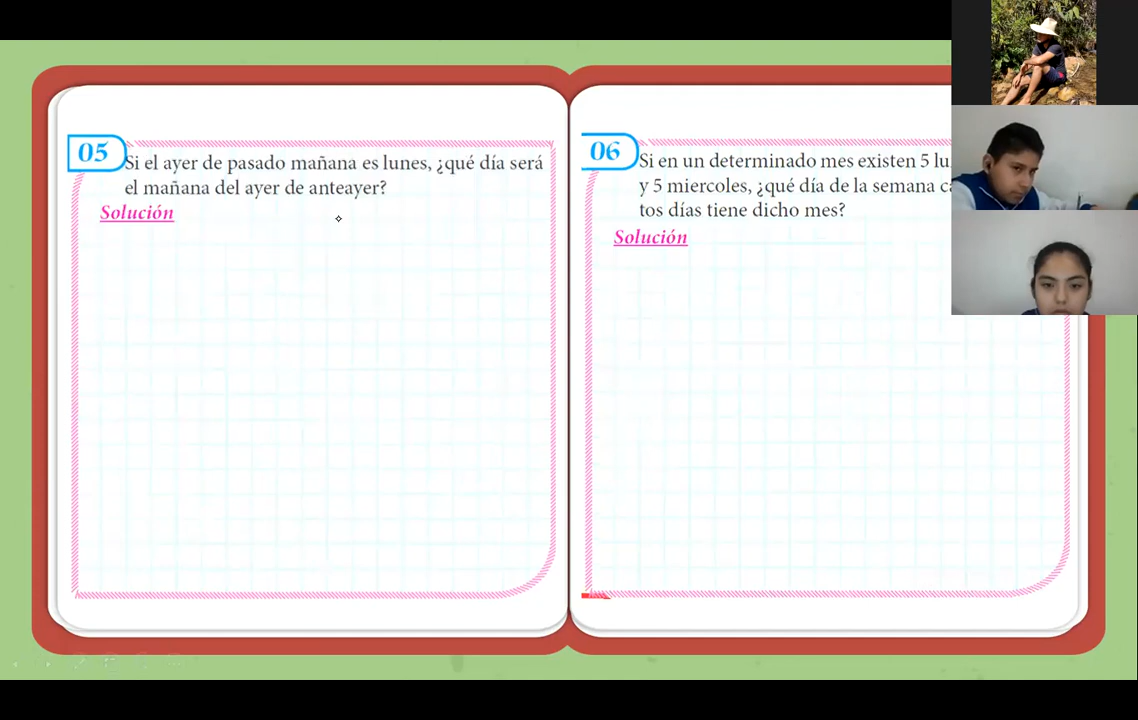 05
Si el ayer de pasado mañana es lunes, ¿qué día será
el mañana del ayer de anteayer?
Solución
06
Si en un determinado mes existen 5
y 5 miercoles, ¿qué día de la semana
tos días tiene dicho mes?
Solución